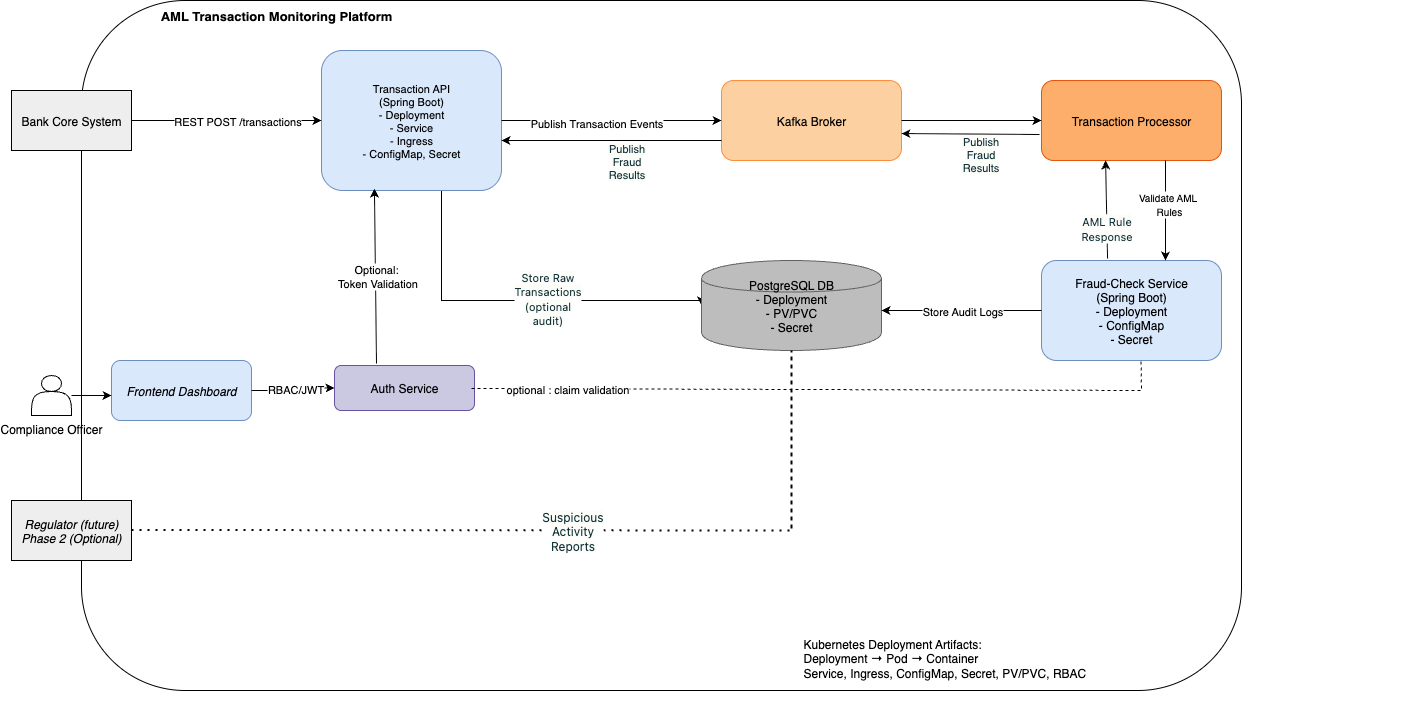 AML Transaction Monitoring Platform
Bank Core System
REST POST /transactions
Transaction API
(Spring Boot)
- Deployment
- Service
- Ingress
- ConfigMap, Secret
Publish Transaction Events
Publish
Fraud
Results
Kafka Broker
Publish
Fraud
Results
Transaction Processor
Validate AML
Rules
AML Rule
Response
Optional:
Token Validation
Store Raw
Transactions
(optional
audit)
PostgreSQL DB
- Deployment
- PV/PVC
- Secret
Store Audit Logs
Fraud-Check Service
(Spring Boot)
- Deployment
- ConfigMap
- Secret
Compliance Officer
Frontend Dashboard
RBAC/JWT
Auth Service
optional : claim validation
Regulator (future)
Phase 2 (Optional)
Suspicious
Activity
Reports
Kubernetes Deployment Artifacts:
Deployment → Pod → Container
Service, Ingress, ConfigMap, Secret, PV/PVC, RBAC